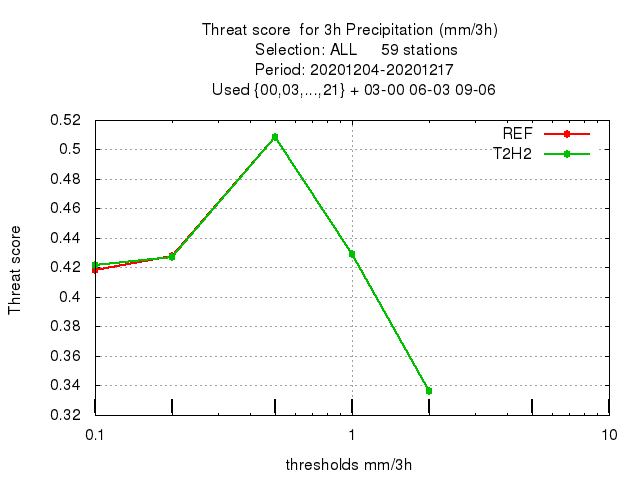 Threat score for 3h Precipitation (mm/3h)
Selection: ALL 59 stations
Period: 20201204-20201217
Used {00,03,...,21} + 03-00 06-03 09-06
REF
T2H2
Threat score
0.52
0.5
0.48
0.46
0.44
0.42
0.4
0.38
0.36
0.34
0.32
0.1
1
10
thresholds mm/3h